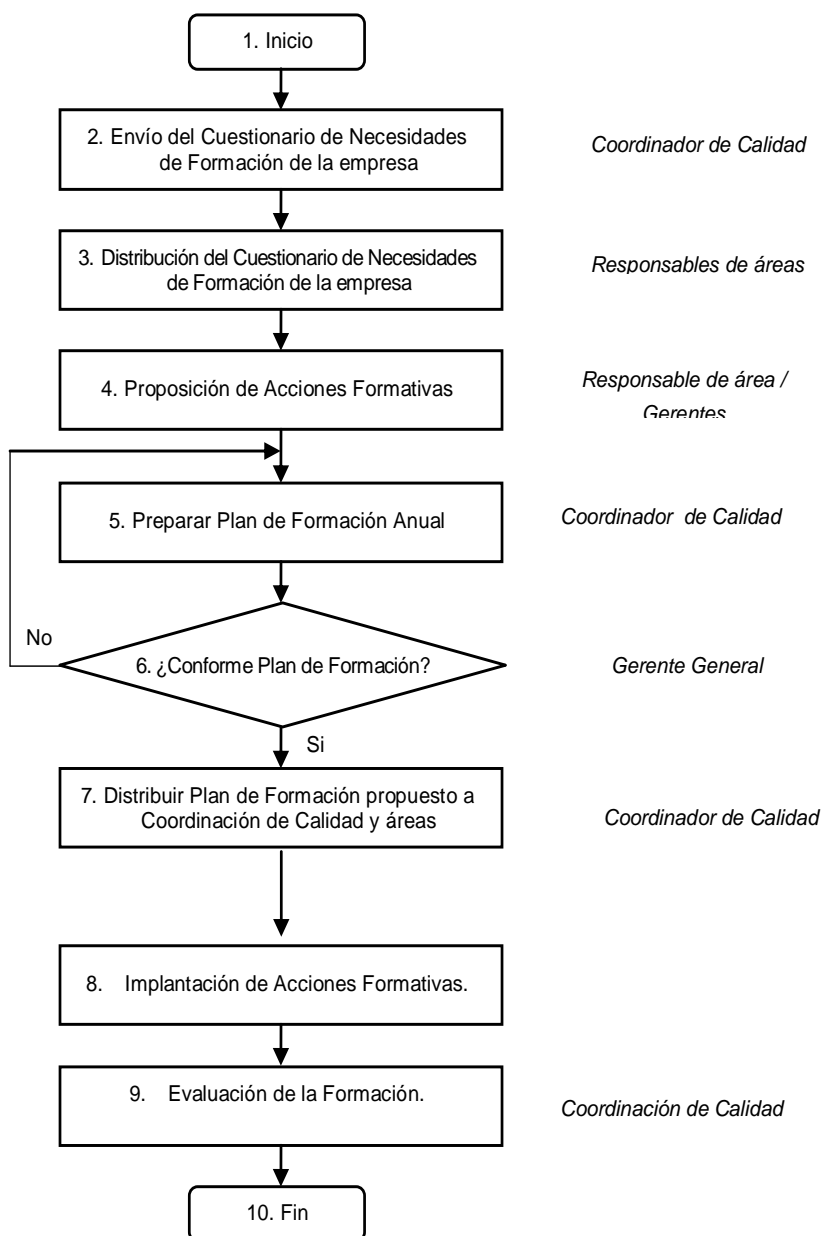 1. Inicio
2. Envío del Cuestionario de Necesidades
de Formación de la empresa
Coordinador de Calidad
3. Distribución del Cuestionario de Necesidades
de Formación de la empresa
Responsables de áreas
4. Proposición de Acciones Formativas
Responsable de área /
Gerentes
5. Preparar Plan de Formación Anual
Coordinador de Calidad
No
6. ¿Conforme Plan de Formación?
Gerente General
Si
7. Distribuir Plan de Formación propuesto a
Coordinación de Calidad y áreas
Coordinador de Calidad
8. Implantación de Acciones Formativas.
9. Evaluación de la Formación.
Coordinación de Calidad
10. Fin